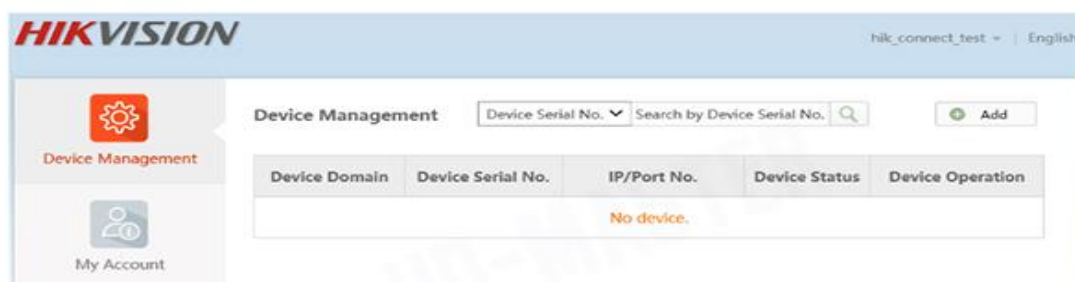 HIKVISION
hik_connect_test | English
Device Management Device Serial No. Search by Device Serial No. Add
Device Management
Device Domain Device Serial No. IP/Port No. Device Status Device Operation
No device.
My Account